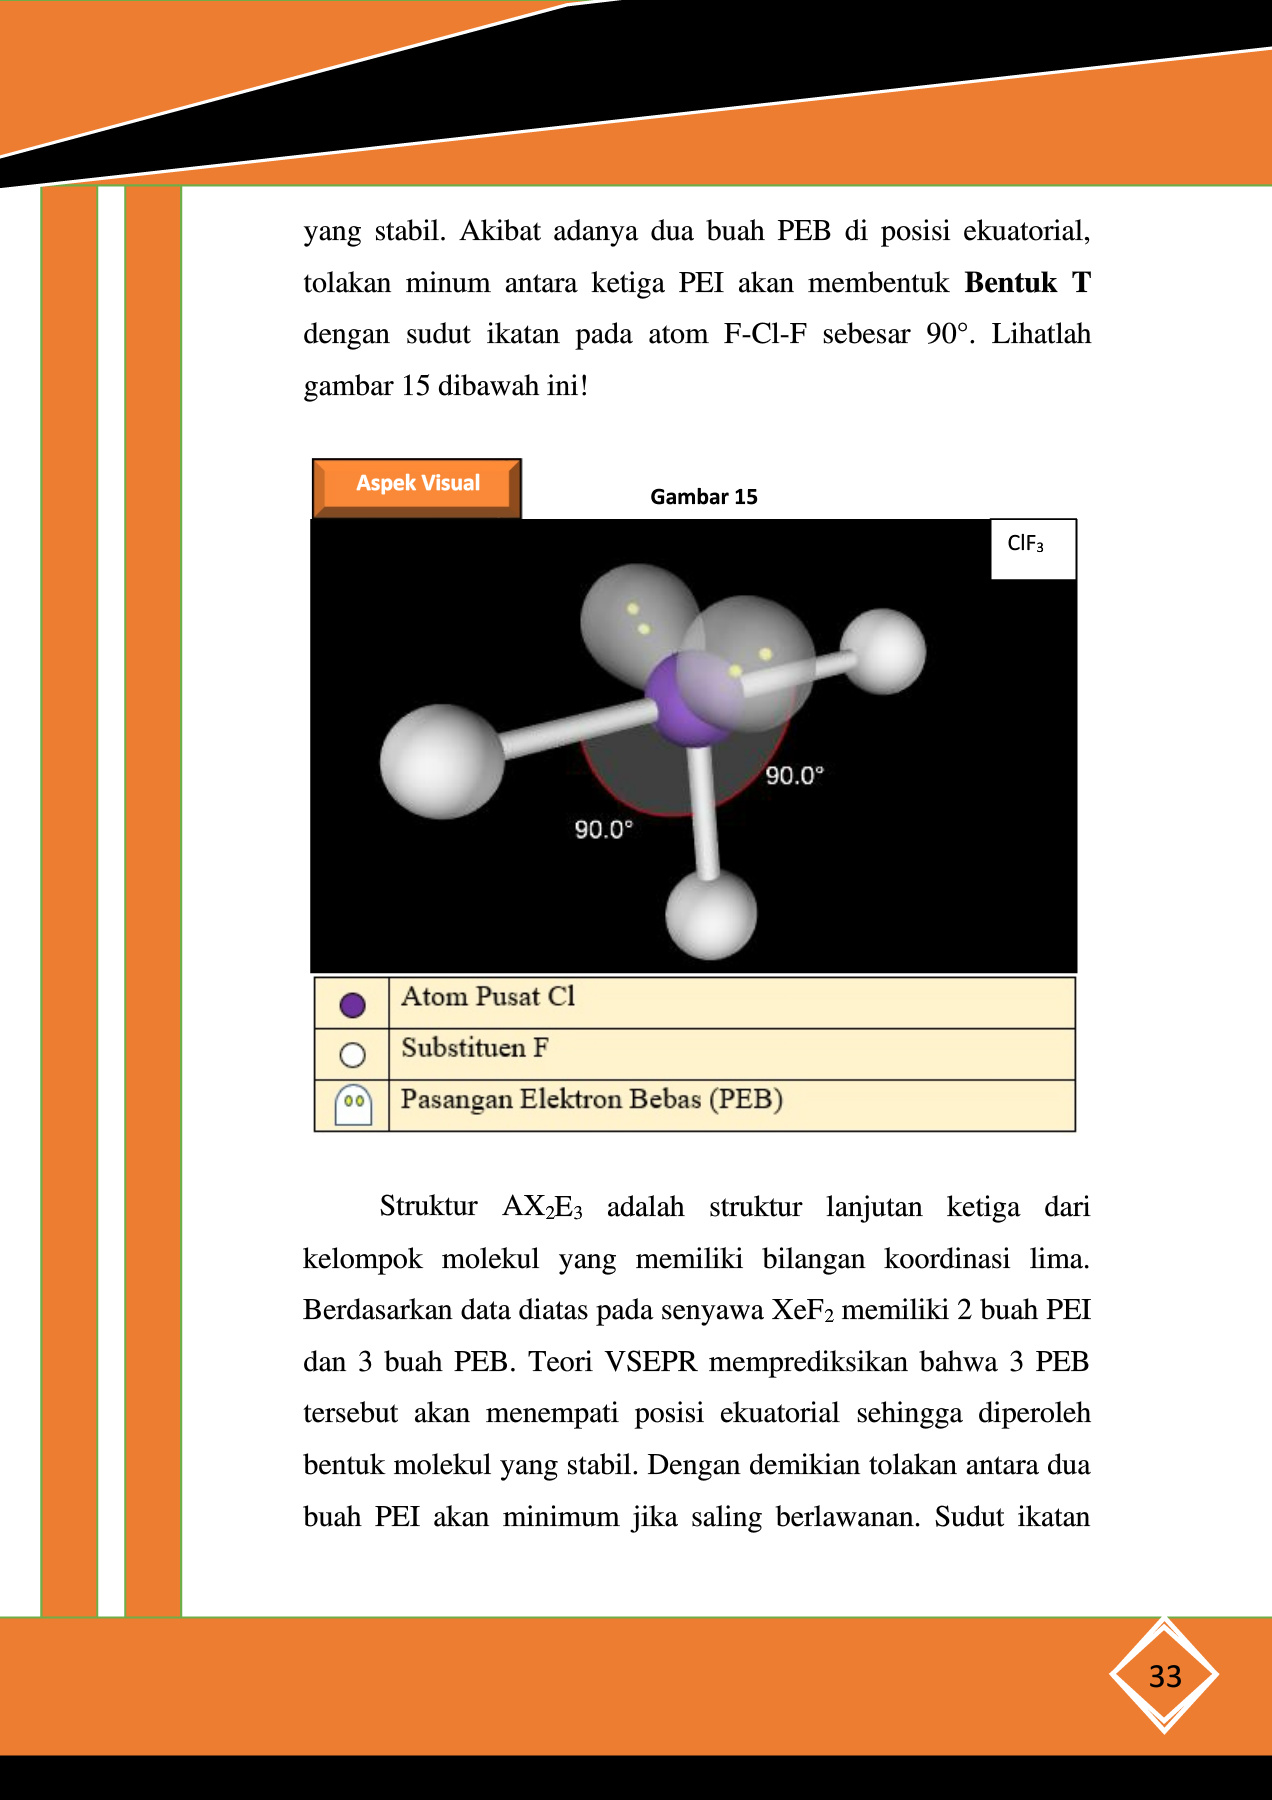 yang stabil. Akibat adanya dua buah PEB di posisi ekuatorial,
tolakan minum antara ketiga PEI akan membentuk Bentuk T
dengan sudut ikatan pada atom F-Cl-F sebesar 90°. Lihatlah
gambar 15 dibawah ini!
Aspek Visual
Gambar 15
ClF₃
90.0°
90.0°
Atom Pusat Cl
Substituen F
Pasangan Elektron Bebas (PEB)
Struktur AX₂E₃ adalah struktur lanjutan ketiga dari
kelompok molekul yang memiliki bilangan koordinasi lima.
Berdasarkan data diatas pada senyawa XeF₂ memiliki 2 buah PEI
dan 3 buah PEB. Teori VSEPR memprediksikan bahwa 3 PEB
tersebut akan menempati posisi ekuatorial sehingga diperoleh
bentuk molekul yang stabil. Dengan demikian tolakan antara dua
buah PEI akan minimum jika saling berlawanan. Sudut ikatan
33